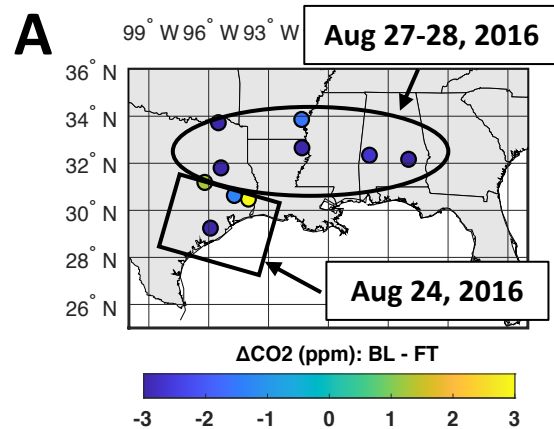 A
99° W 96° W 93° W
Aug 27-28, 2016
36° N
34° N
32° N
30° N
28° N
26° N
Aug 24, 2016
ΔCO2 (ppm): BL - FT
-3 -2 -1 0 1 2 3